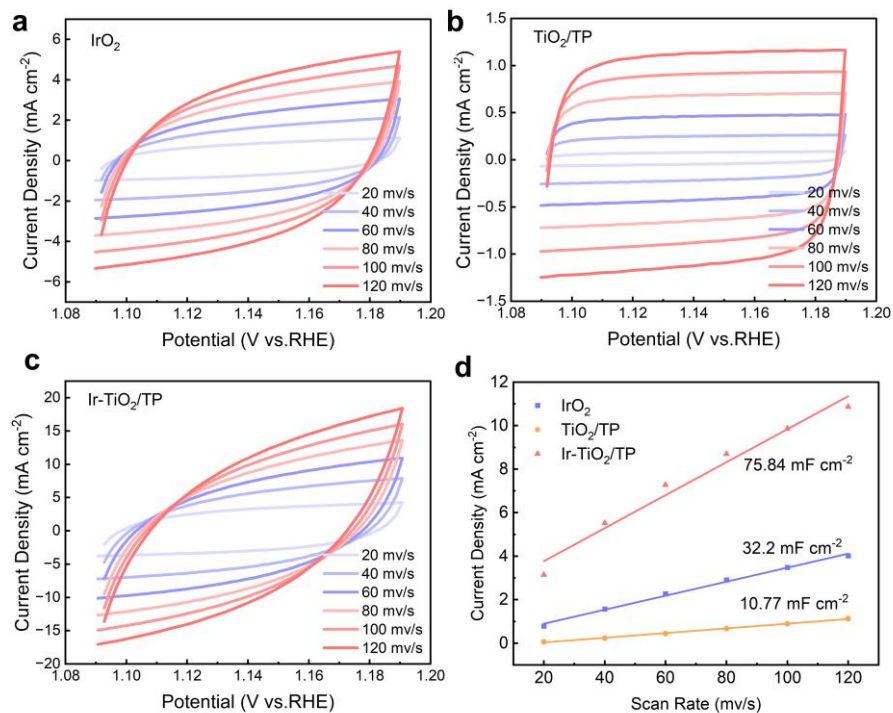 a
IrO₂
Current Density (mA cm⁻²)
6
4
2
0
−2
−4
−6
20 mv/s
40 mv/s
60 mv/s
80 mv/s
100 mv/s
120 mv/s
1.08 1.10 1.12 1.14 1.16 1.18 1.20
Potential (V vs.RHE)
b
TiO₂/TP
Current Density (mA cm⁻²)
1.5
1.0
0.5
0.0
−0.5
−1.0
−1.5
20 mv/s
40 mv/s
60 mv/s
80 mv/s
100 mv/s
120 mv/s
1.08 1.10 1.12 1.14 1.16 1.18 1.20
Potential (V vs.RHE)
c
Ir-TiO₂/TP
Current Density (mA cm⁻²)
20
15
10
5
0
−5
−10
−15
−20
20 mv/s
40 mv/s
60 mv/s
80 mv/s
100 mv/s
120 mv/s
1.08 1.10 1.12 1.14 1.16 1.18 1.20
Potential (V vs.RHE)
d
Current Density (mA cm⁻²)
12
10
8
6
4
2
0
IrO₂
TiO₂/TP
Ir-TiO₂/TP
75.84 mF cm⁻²
32.2 mF cm⁻²
10.77 mF cm⁻²
20 40 60 80 100 120
Scan Rate (mv/s)